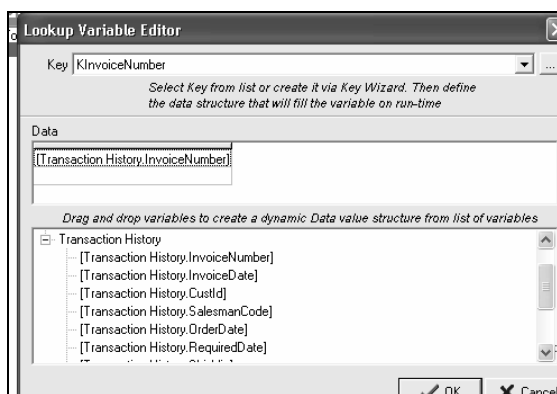 Lookup Variable Editor
Key KInvoiceNumber ...
Select Key from list or create it via Key Wizard. Then define
the data structure that will fill the variable on run-time
Data
[Transaction History.InvoiceNumber]
Drag and drop variables to create a dynamic Data value structure from list of variables
Transaction History
[Transaction History.InvoiceNumber]
[Transaction History.InvoiceDate]
[Transaction History.CustId]
[Transaction History.SalesmanCode]
[Transaction History.OrderDate]
[Transaction History.RequiredDate]
[Transaction History.
OK Cancel